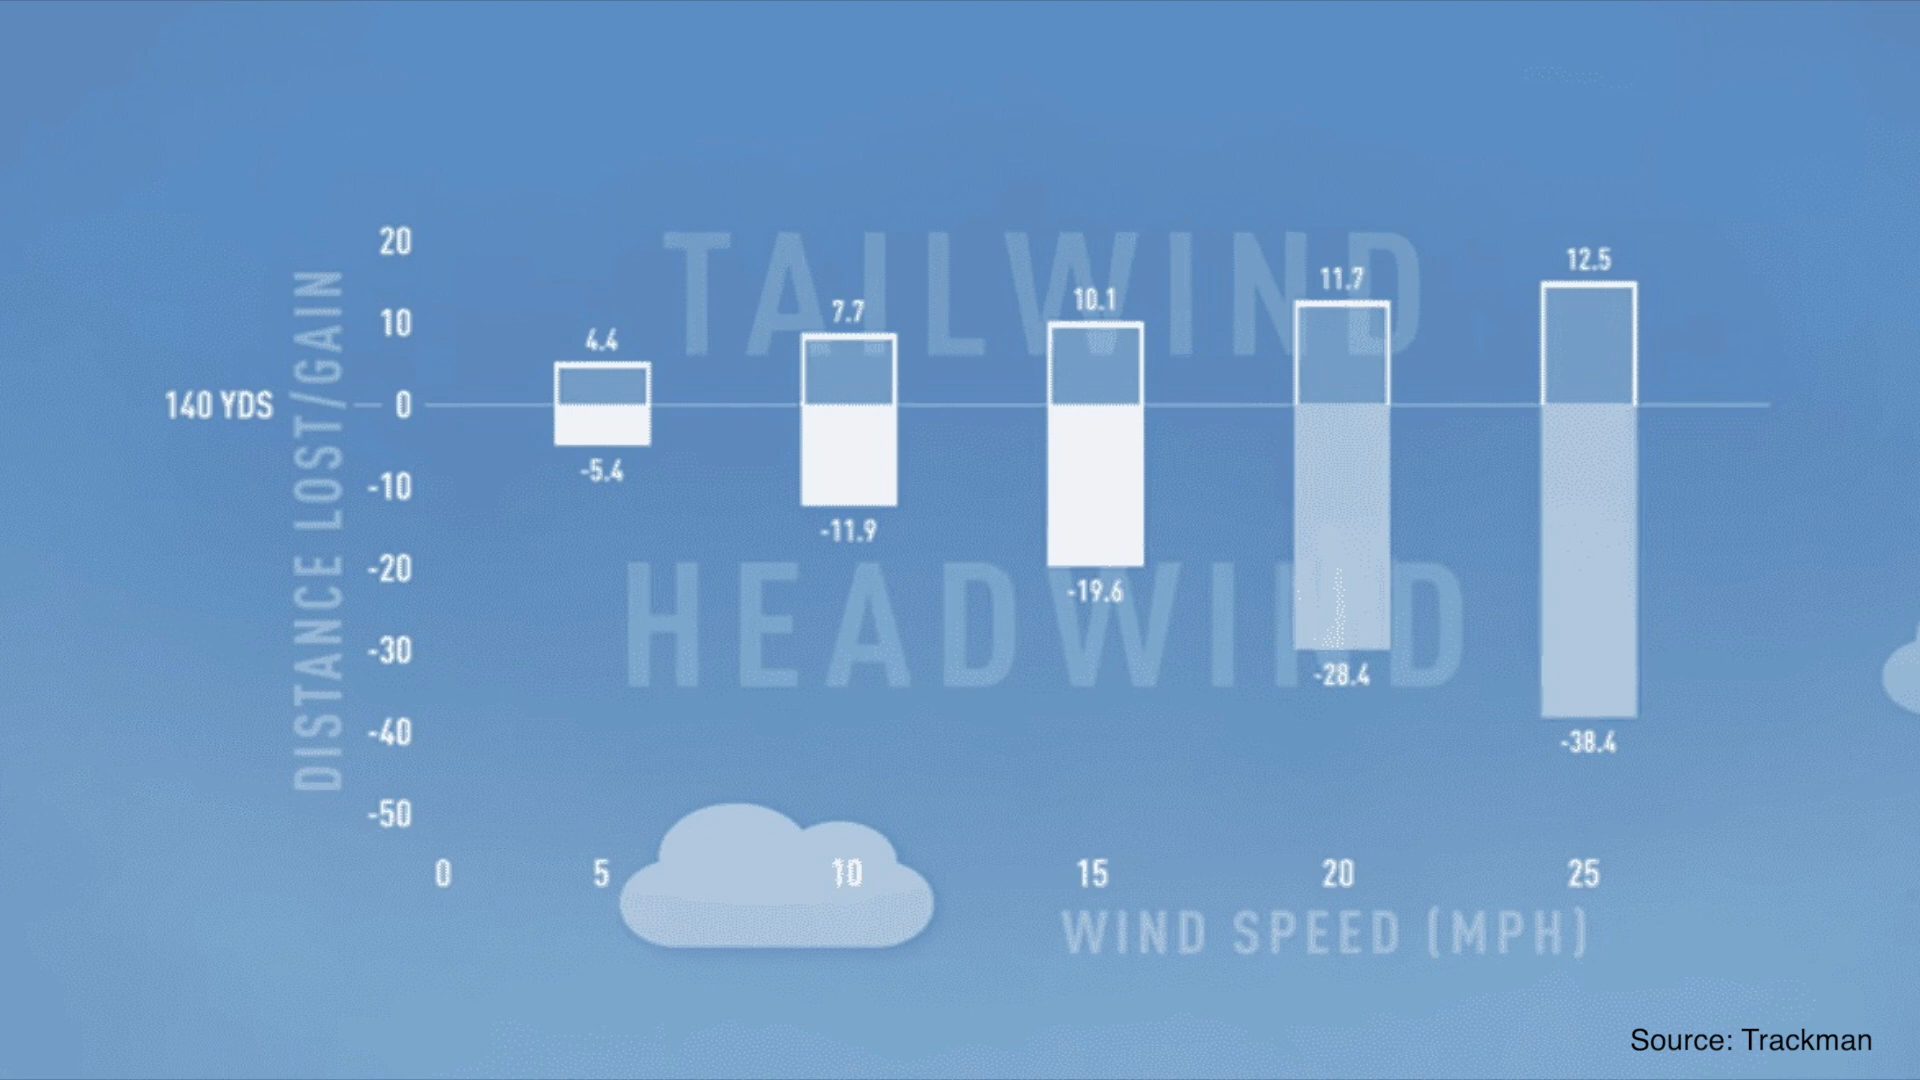 TAILWIND
HEADWIND
DISTANCE LOST/GAIN
140 YDS
20
10
0
-10
-20
-30
-40
-50
4.4
7.7
10.1
11.7
12.5
-5.4
-11.9
-19.6
-28.4
-38.4
0 5 10 15 20 25
WIND SPEED (MPH)
Source: Trackman